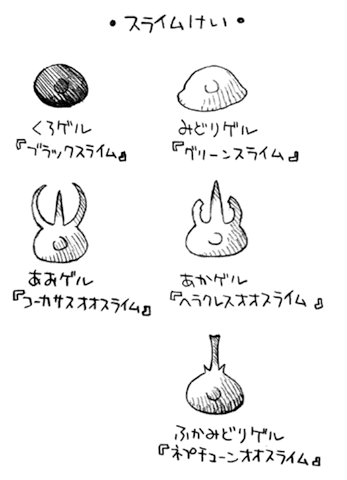 ・スライムけい・
くろゲル
『ブラックスライム』
みどりゲル
『グリーンスライム』
あおゲル
『コーカサスオオスライム』
あかゲル
『ヘラクレスオオスライム』
ふかみどりゲル
『ネプチューンオオスライム』